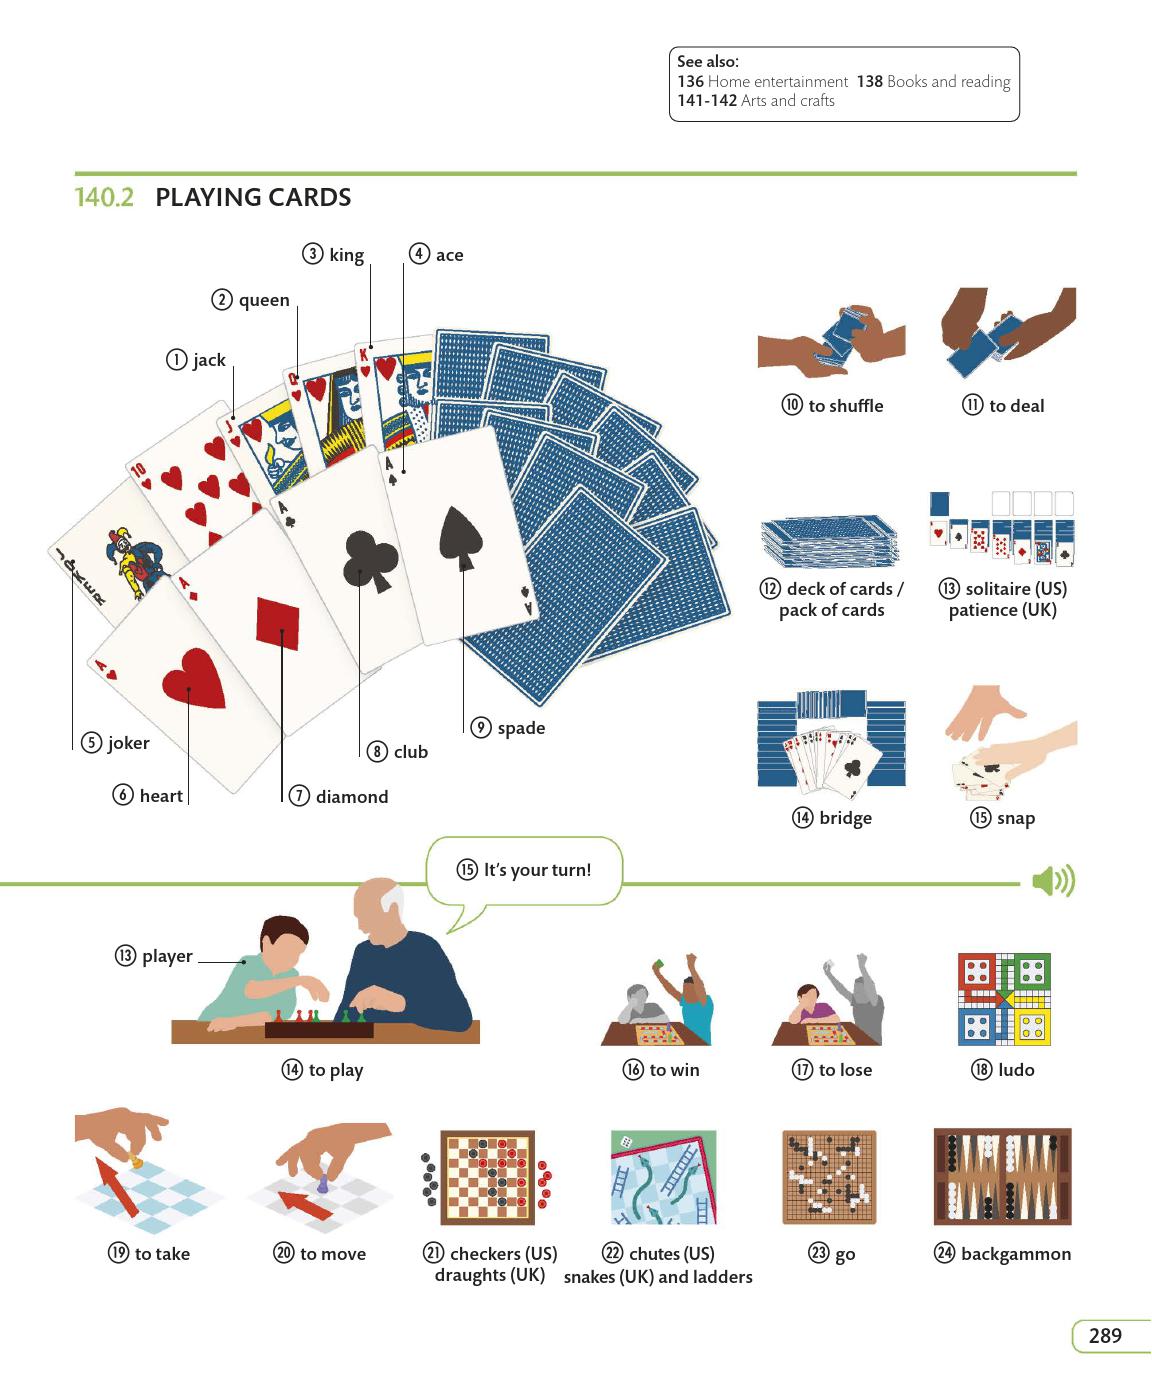 See also:
136 Home entertainment 138 Books and reading
141-142 Arts and crafts
140.2 PLAYING CARDS
③ king
④ ace
② queen
① jack
K
Q
J
10
A
A
JOKER
A
A
A
⑩ to shuffle
⑪ to deal
⑫ deck of cards /
pack of cards
⑬ solitaire (US)
patience (UK)
⑤ joker
⑥ heart
⑦ diamond
⑧ club
⑨ spade
⑭ bridge
⑮ snap
⑮ It's your turn!
⑬ player
⑭ to play
⑯ to win
⑰ to lose
⑱ ludo
⑲ to take
⑳ to move
㉑ checkers (US)
draughts (UK)
㉒ chutes (US)
snakes (UK) and ladders
㉓ go
㉔ backgammon
289